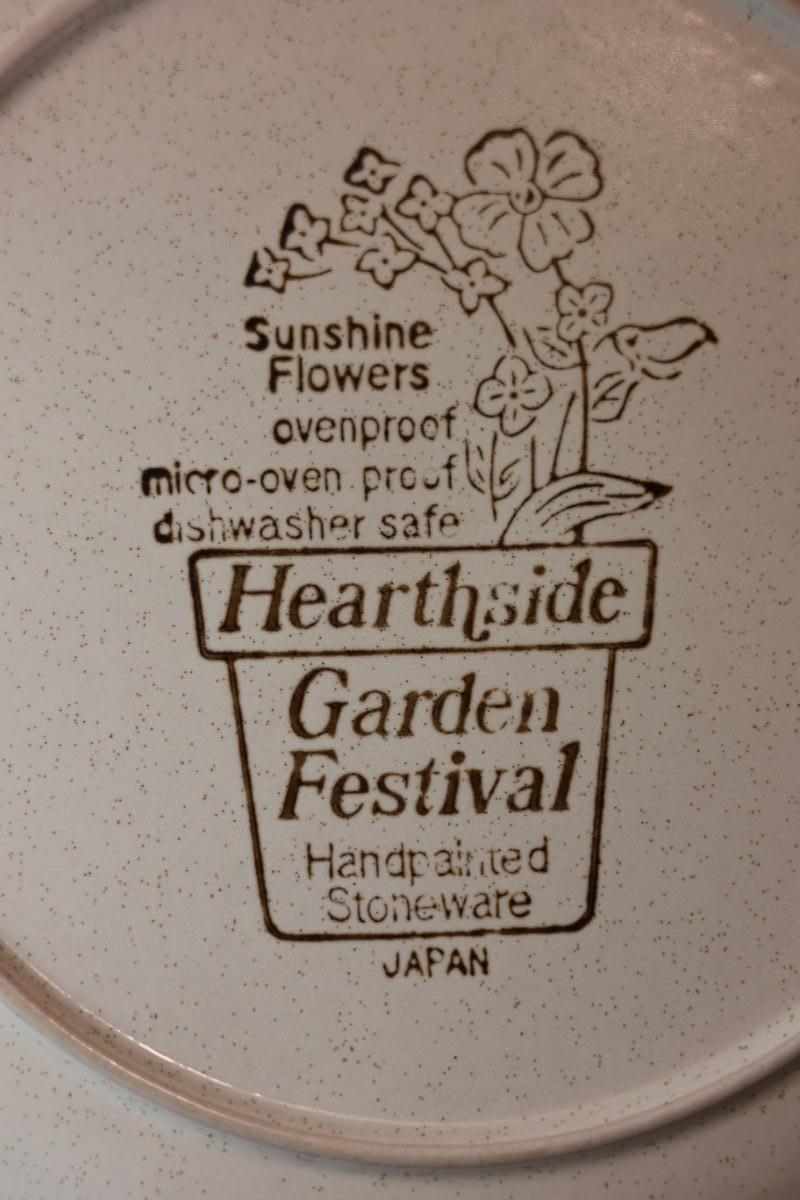 Sunshine
Flowers
ovenproof
micro-oven proof
dishwasher safe
Hearthside
Garden
Festival
Handpainted
Stoneware
JAPAN